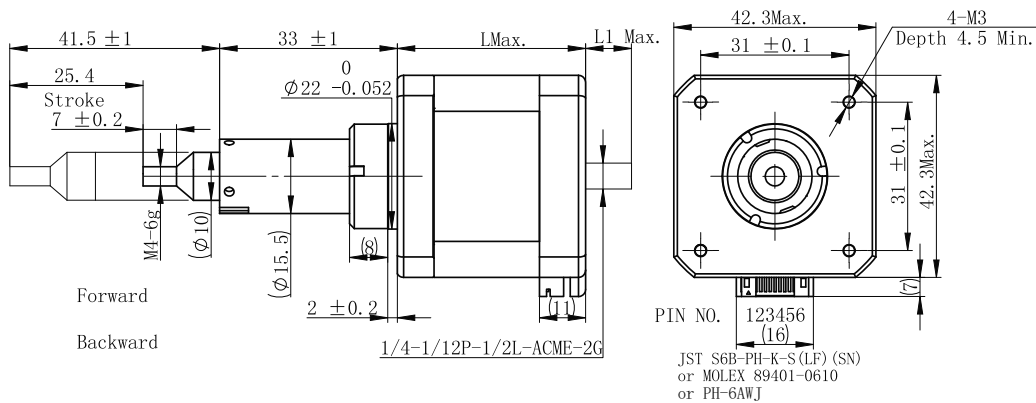 41.5 ±1
33 ±1
LMax.
L1 Max.
25.4
Stroke
7 ±0.2
0
Φ22 -0.052
M4-6g
(Φ10)
(Φ15.5)
(8)
2 ±0.2
(11)
1/4-1/12P-1/2L-ACME-2G
Forward
Backward
42.3Max.
31 ±0.1
4-M3
Depth 4.5 Min.
31 ±0.1
42.3Max.
(7)
PIN NO. 123456
(16)
JST S6B-PH-K-S(LF)(SN)
or MOLEX 89401-0610
or PH-6AWJ